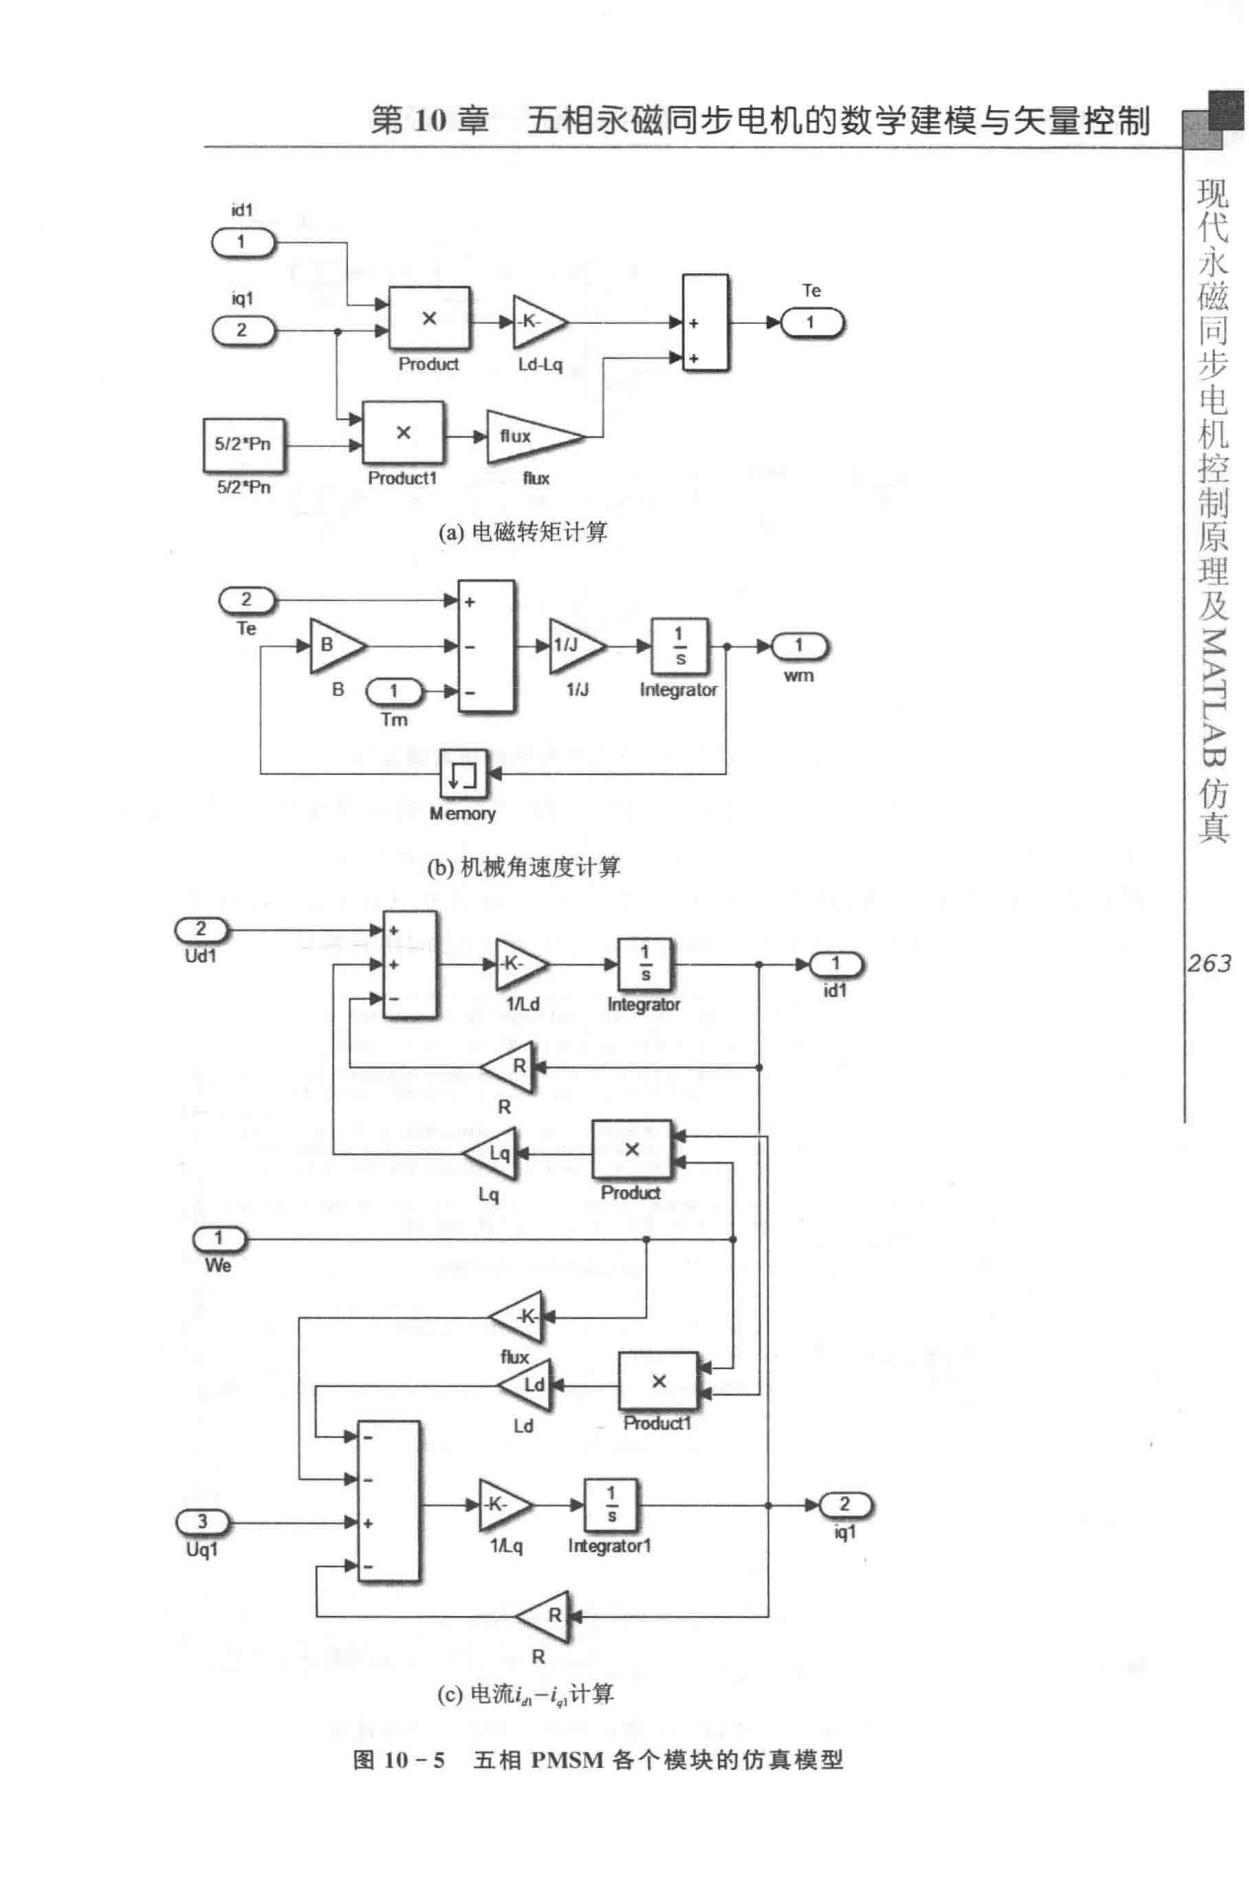 第 10 章 五相永磁同步电机的数学建模与矢量控制
id1
1
iq1
2
×
Product
-K-
Ld-Lq
+
+
Te
1
5/2*Pn
5/2*Pn
×
Product1
flux
flux
(a) 电磁转矩计算
2
Te
B
B
1
Tm
+
−
−
1/J
1/J
1
s
Integrator
1
wm
Memory
(b) 机械角速度计算
2
Ud1
+
+
−
-K-
1/Ld
1
s
Integrator
1
id1
R
R
Lq
Lq
×
Product
1
We
-K-
flux
Ld
Ld
×
Product1
−
−
+
−
3
Uq1
-K-
1/Lq
1
s
Integrator1
2
iq1
R
R
(c) 电流id1−iq1计算
图 10－5 五相 PMSM 各个模块的仿真模型
现代永磁同步电机控制原理及MATLAB仿真
263